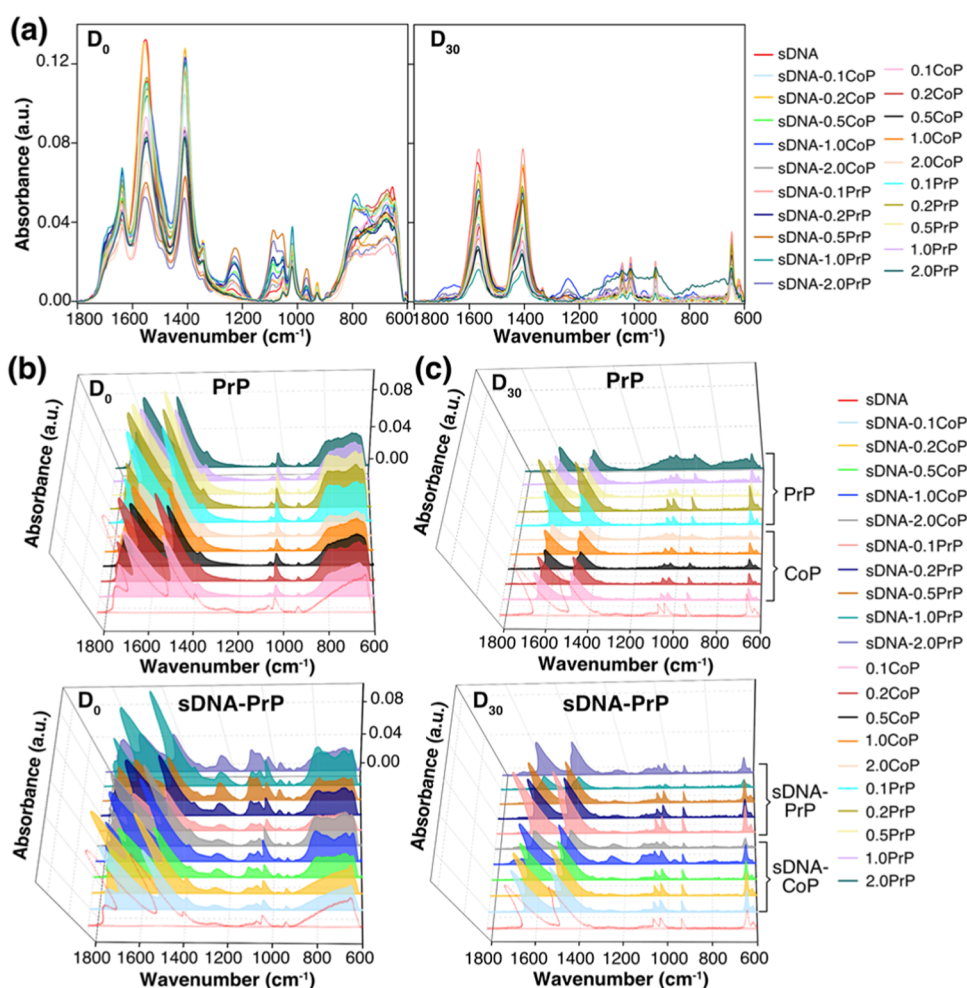 (a)
D0
D30
0.12
0.08
0.04
0.00
Absorbance (a.u.)
1800 1600 1400 1200 1000 800 600
Wavenumber (cm-1)
1800 1600 1400 1200 1000 800 600
Wavenumber (cm-1)
sDNA
sDNA-0.1CoP
sDNA-0.2CoP
sDNA-0.5CoP
sDNA-1.0CoP
sDNA-2.0CoP
sDNA-0.1PrP
sDNA-0.2PrP
sDNA-0.5PrP
sDNA-1.0PrP
sDNA-2.0PrP
0.1CoP
0.2CoP
0.5CoP
1.0CoP
2.0CoP
0.1PrP
0.2PrP
0.5PrP
1.0PrP
2.0PrP
(b)
D0
PrP
0.08
0.04
0.00
Absorbance (a.u.)
1800 1600 1400 1200 1000 800 600
Wavenumber (cm-1)
(c)
D30
PrP
Absorbance (a.u.)
PrP
CoP
1800 1600 1400 1200 1000 800 600
Wavenumber (cm-1)
D0
sDNA-PrP
0.08
0.04
0.00
Absorbance (a.u.)
1800 1600 1400 1200 1000 800 600
Wavenumber (cm-1)
D30
sDNA-PrP
Absorbance (a.u.)
sDNA-
PrP
sDNA-
CoP
1800 1600 1400 1200 1000 800 600
Wavenumber (cm-1)
sDNA
sDNA-0.1CoP
sDNA-0.2CoP
sDNA-0.5CoP
sDNA-1.0CoP
sDNA-2.0CoP
sDNA-0.1PrP
sDNA-0.2PrP
sDNA-0.5PrP
sDNA-1.0PrP
sDNA-2.0PrP
0.1CoP
0.2CoP
0.5CoP
1.0CoP
2.0CoP
0.1PrP
0.2PrP
0.5PrP
1.0PrP
2.0PrP